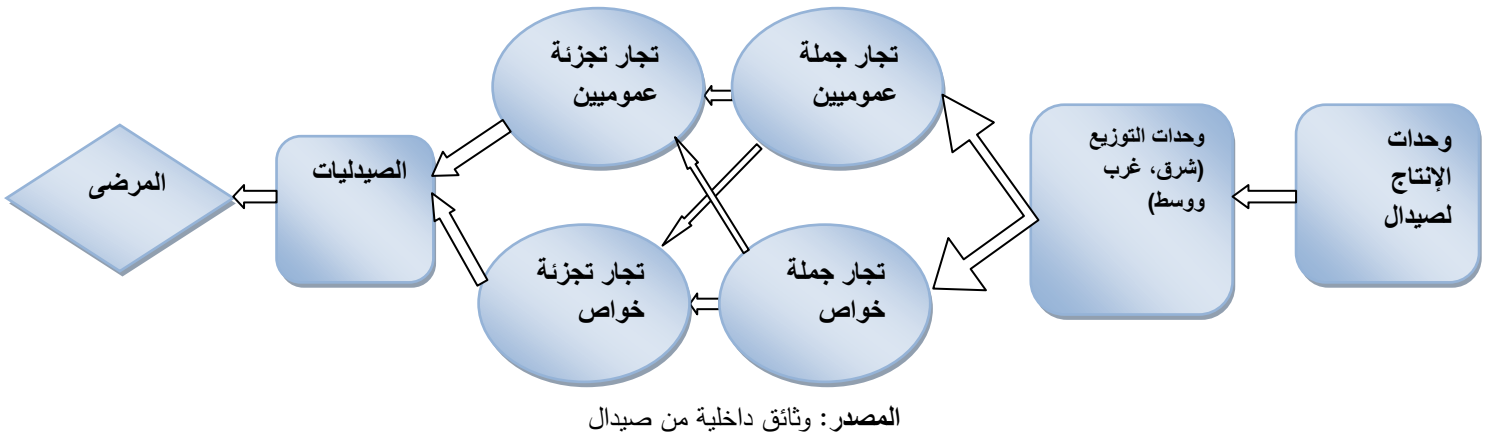 وحدات
الإنتاج
لصيدال
وحدات التوزيع
(شرق، غرب
ووسط)
تجار جملة
عموميين
تجار جملة
خواص
تجار تجزئة
عموميين
تجار تجزئة
خواص
الصيدليات
المرضى
المصدر: وثائق داخلية من صيدال